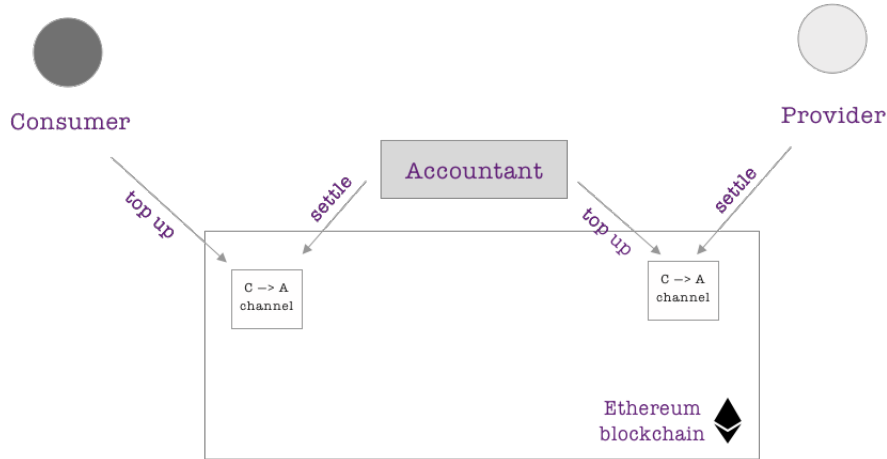 Consumer
Provider
Accountant
top up
settle
top up
settle
C —> A
channel
C —> A
channel
Ethereum
blockchain